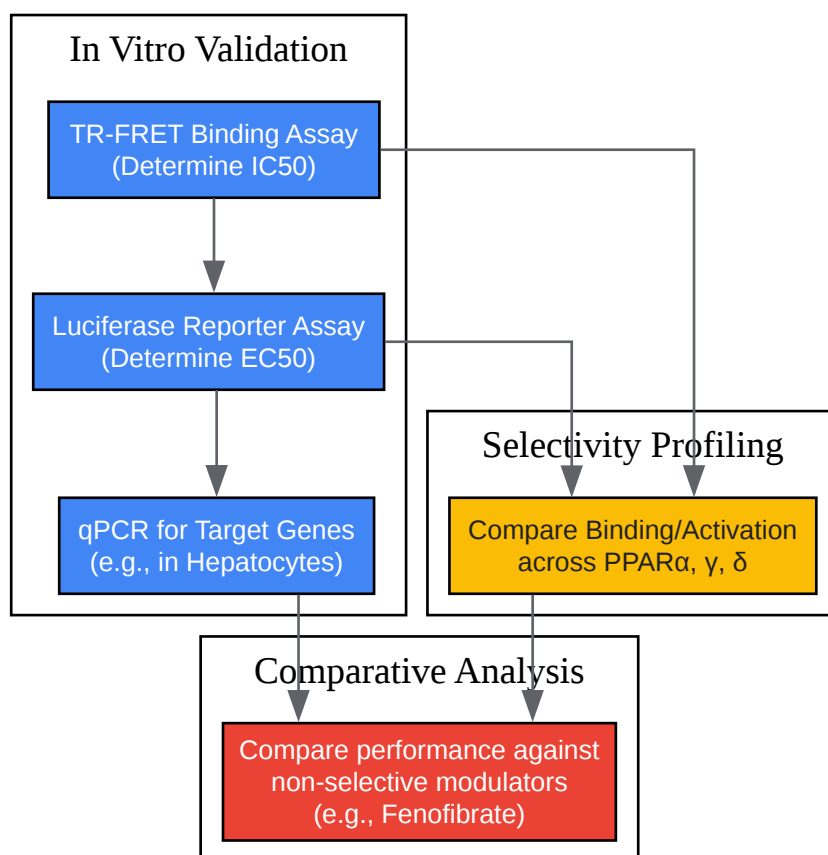 In Vitro Validation
TR-FRET Binding Assay
(Determine IC50)
Luciferase Reporter Assay
(Determine EC50)
qPCR for Target Genes
(e.g., in Hepatocytes)
Selectivity Profiling
Compare Binding/Activation
across PPARα, γ, δ
Comparative Analysis
Compare performance against
non-selective modulators
(e.g., Fenofibrate)